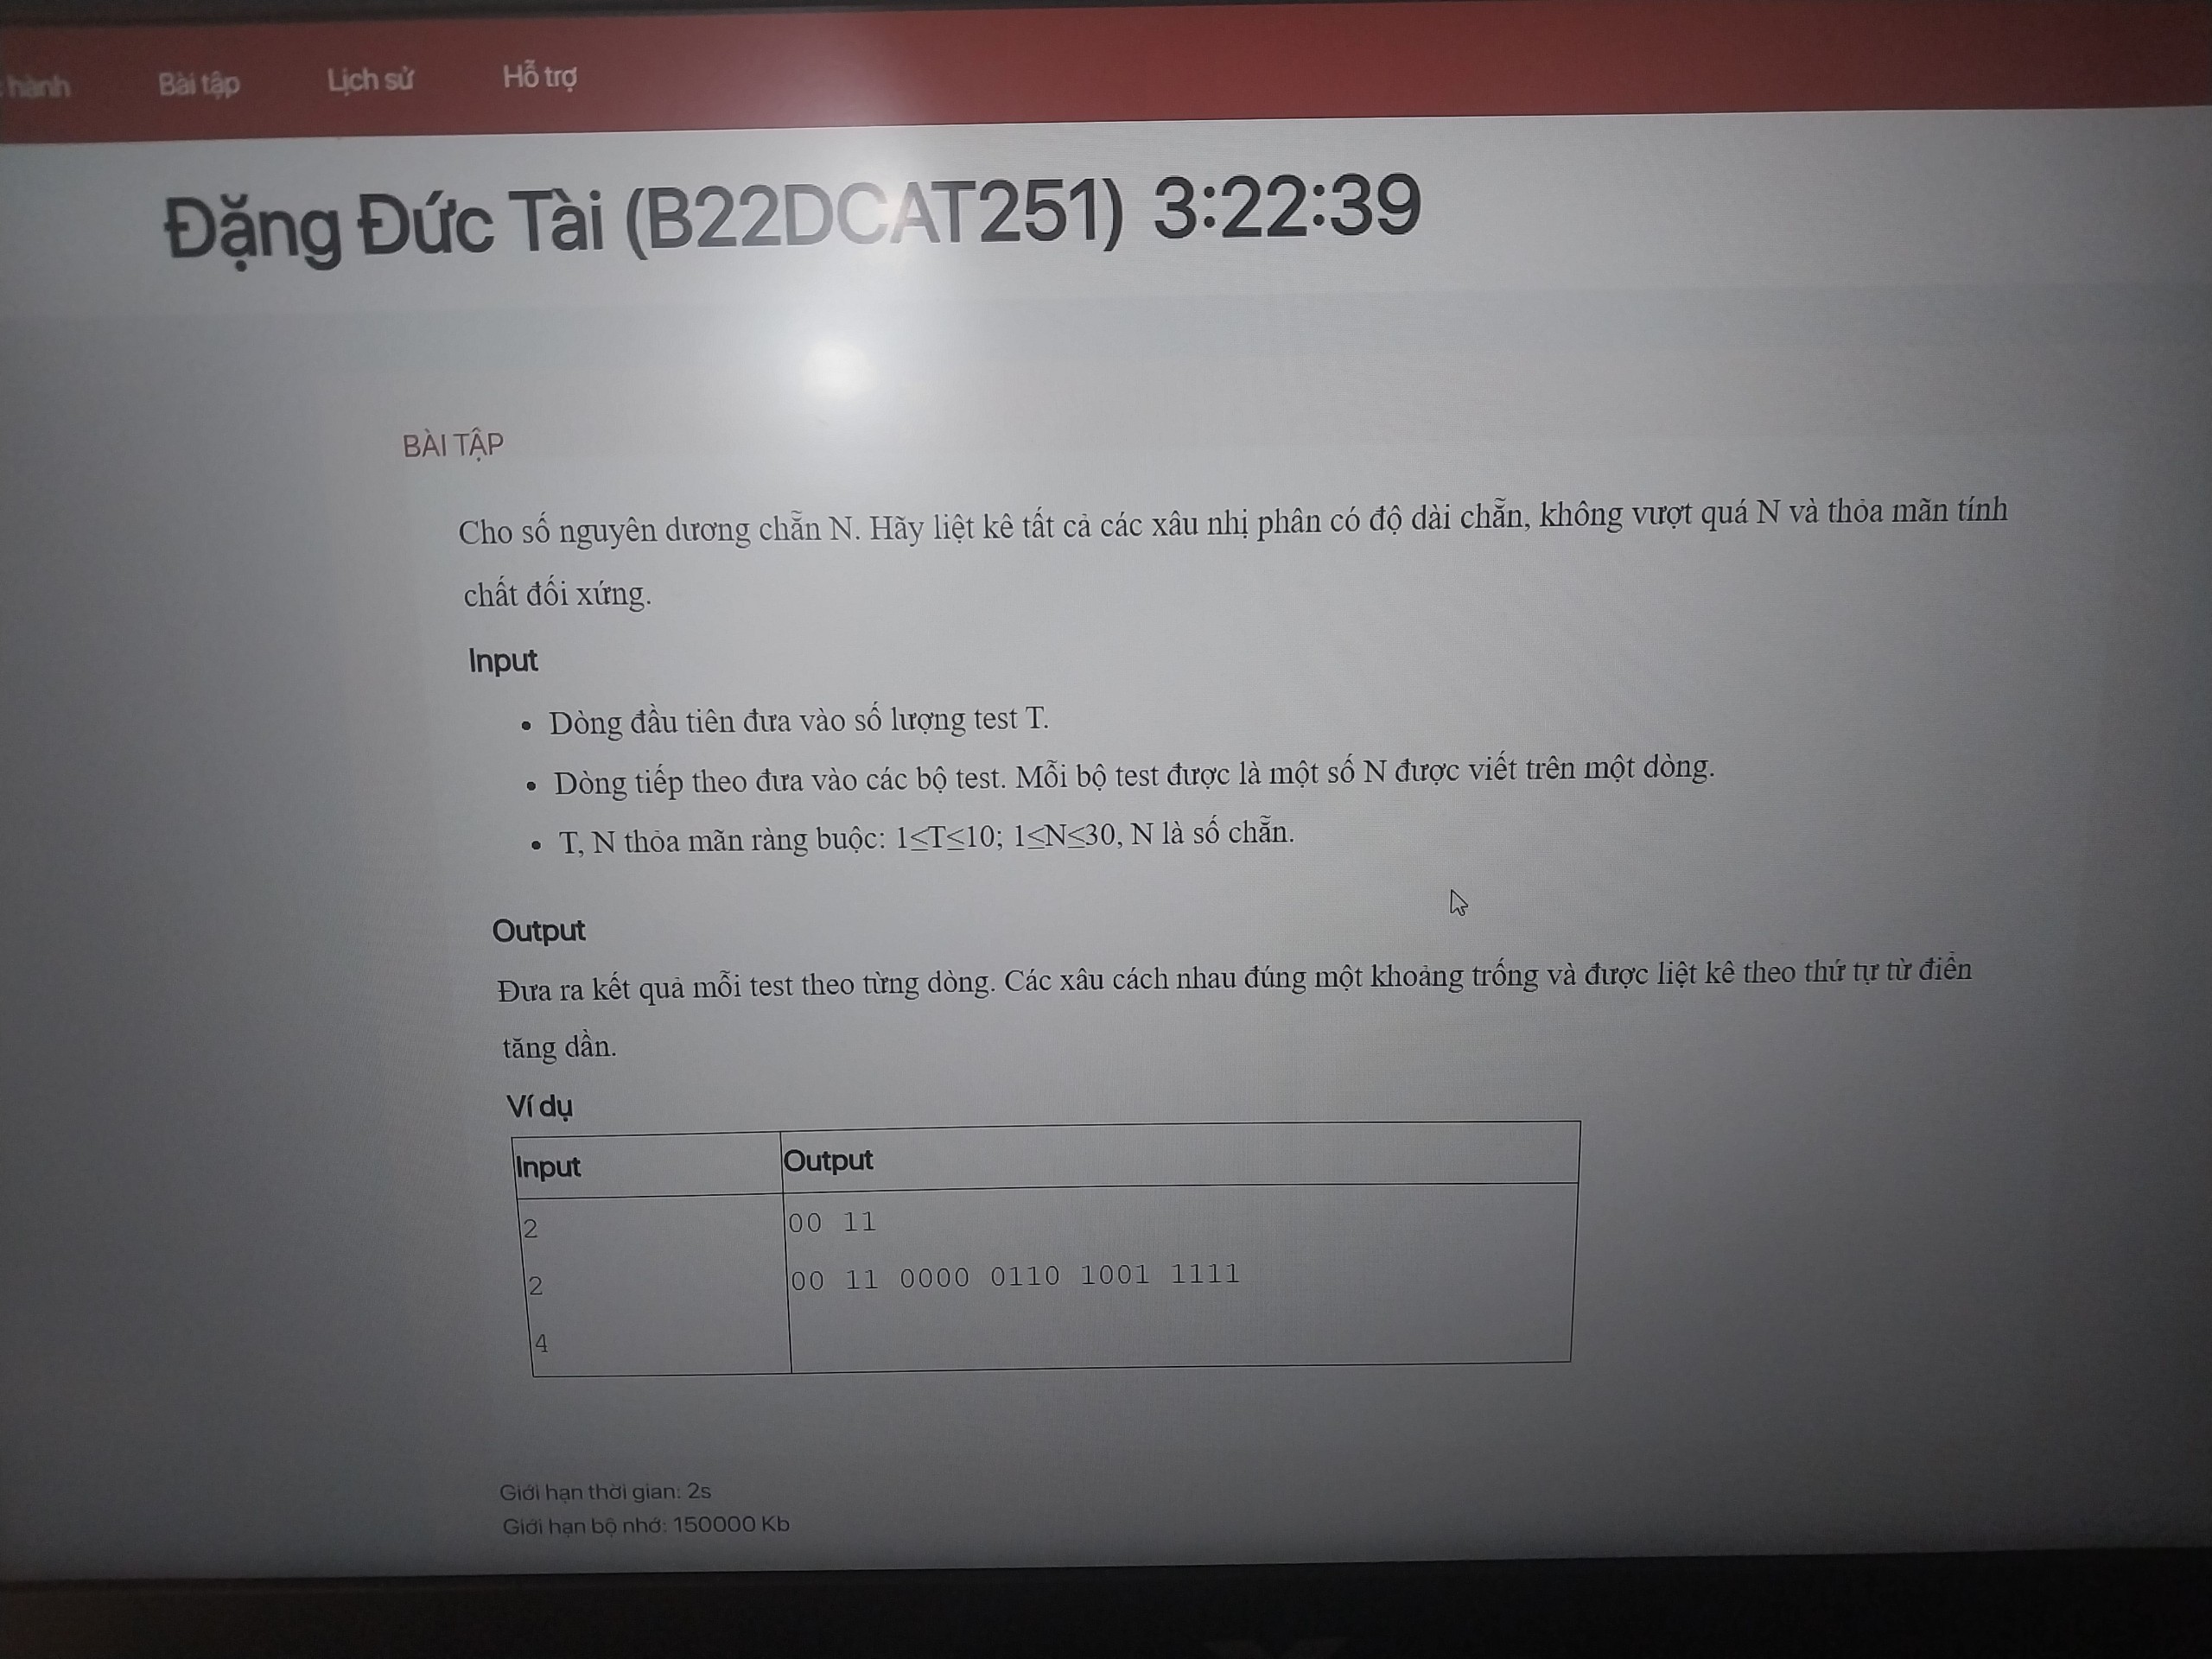 hành Bài tập Lịch sử Hỗ trợ
Đặng Đức Tài (B22DCAT251) 3:22:39
BÀI TẬP
Cho số nguyên dương chẵn N. Hãy liệt kê tất cả các xâu nhị phân có độ dài chẵn, không vượt quá N và thỏa mãn tính
chất đối xứng.
Input
• Dòng đầu tiên đưa vào số lượng test T.
• Dòng tiếp theo đưa vào các bộ test. Mỗi bộ test được là một số N được viết trên một dòng.
• T, N thỏa mãn ràng buộc: 1≤T≤10; 1≤N≤30, N là số chẵn.
Output
Đưa ra kết quả mỗi test theo từng dòng. Các xâu cách nhau đúng một khoảng trống và được liệt kê theo thứ tự từ điển
tăng dần.
Ví dụ
Input Output
2 00 11
2 00 11 0000 0110 1001 1111
4
Giới hạn thời gian: 2s
Giới hạn bộ nhớ: 150000 Kb